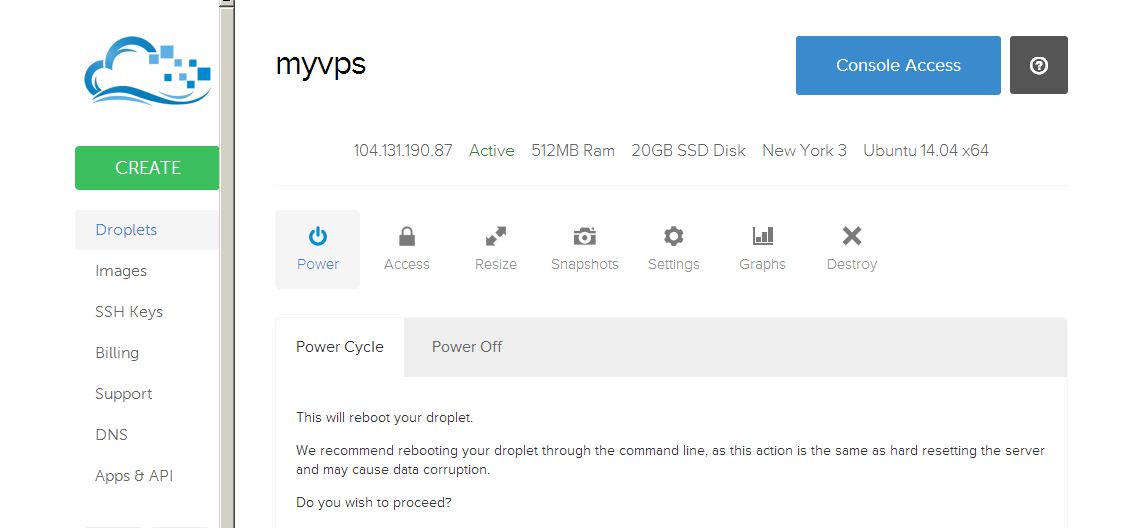 myvps
Console Access
104.131.190.87 Active 512MB Ram 20GB SSD Disk New York 3 Ubuntu 14.04 x64
CREATE
Droplets
Images
SSH Keys
Billing
Support
DNS
Apps & API
Power Access Resize Snapshots Settings Graphs Destroy
Power Cycle Power Off
This will reboot your droplet.
We recommend rebooting your droplet through the command line, as this action is the same as hard resetting the server
and may cause data corruption.
Do you wish to proceed?